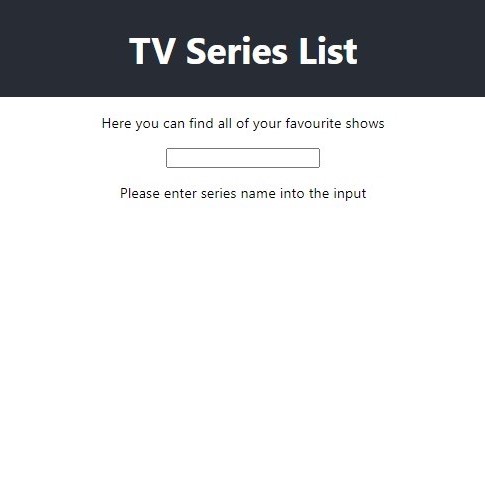 TV Series List
Here you can find all of your favourite shows
Please enter series name into the input